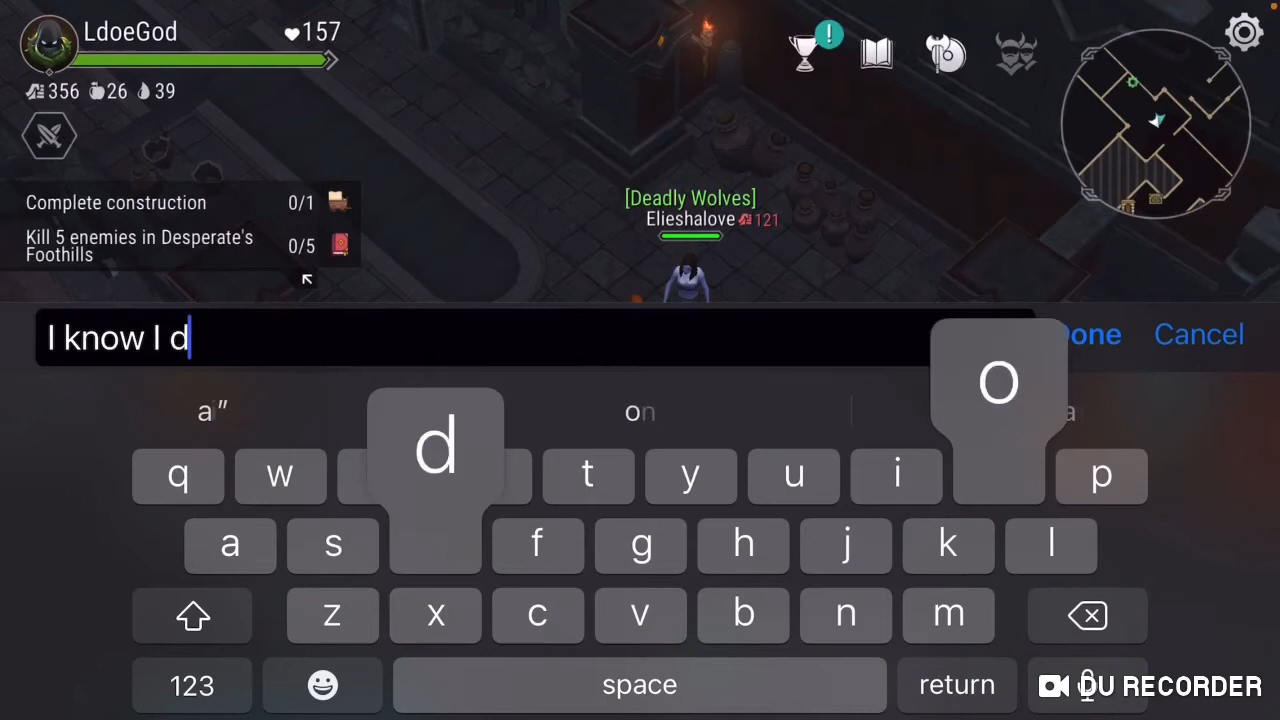 LdoeGod
157
356 26 39
Complete construction 0/1
Kill 5 enemies in Desperate's Foothills 0/5
!
[Deadly Wolves]
Elieshalove 121
I know I d
Done Cancel
a”
on
a
d
o
q w t y u i p
a s f g h j k l
z x c v b n m
123 space return
DU RECORDER